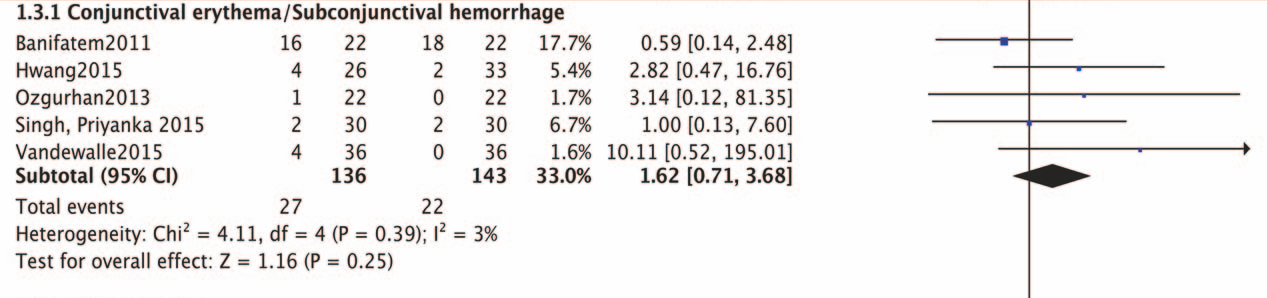 1.3.1 Conjunctival erythema/Subconjunctival hemorrhage
Banifatem2011 16 22 18 22 17.7% 0.59 [0.14, 2.48]
Hwang2015 4 26 2 33 5.4% 2.82 [0.47, 16.76]
Ozgurhan2013 1 22 0 22 1.7% 3.14 [0.12, 81.35]
Singh, Priyanka 2015 2 30 2 30 6.7% 1.00 [0.13, 7.60]
Vandewalle2015 4 36 0 36 1.6% 10.11 [0.52, 195.01]
Subtotal (95% CI) 136 143 33.0% 1.62 [0.71, 3.68]
Total events 27 22
Heterogeneity: Chi² = 4.11, df = 4 (P = 0.39); I² = 3%
Test for overall effect: Z = 1.16 (P = 0.25)